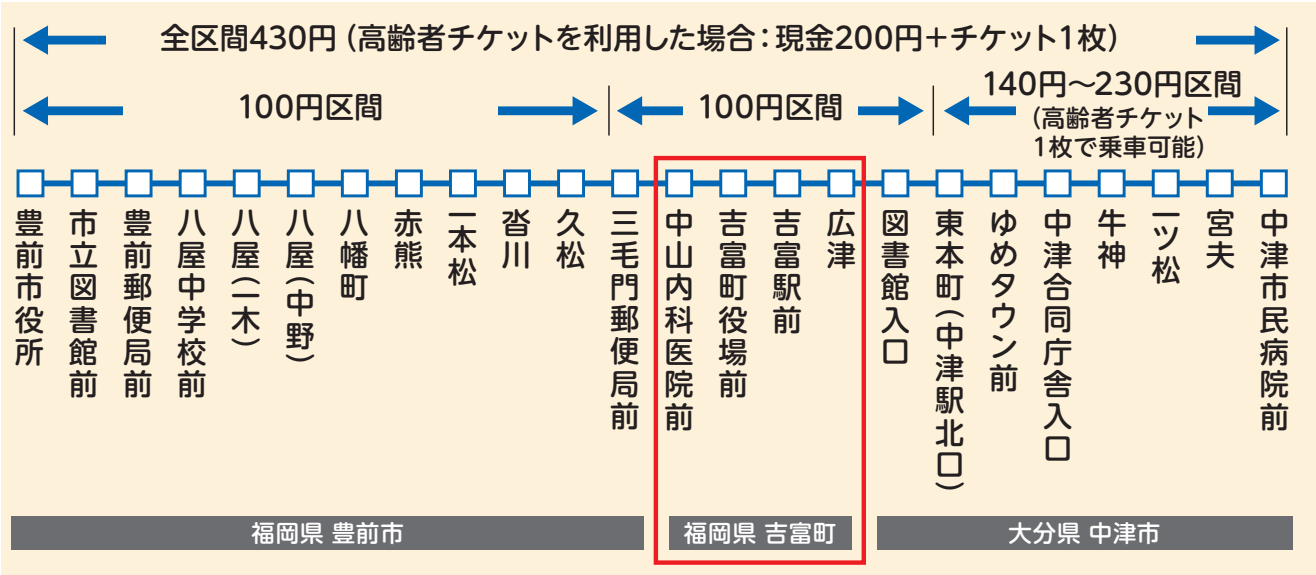 全区間430円（高齢者チケットを利用した場合：現金200円＋チケット1枚）
100円区間
100円区間
140円〜230円区間
（高齢者チケット
1枚で乗車可能）
豊前市役所
市立図書館前
豊前郵便局前
八屋中学校前
八屋（一木）
八屋（中野）
八幡町
赤熊
一本松
沓川
久松
三毛門郵便局前
中山内科医院前
吉富町役場前
吉富駅前
広津
図書館入口
東本町（中津駅北口）
ゆめタウン前
中津合同庁舎入口
牛神
一ツ松
宮夫
中津市民病院前
福岡県 豊前市
福岡県 吉富町
大分県 中津市